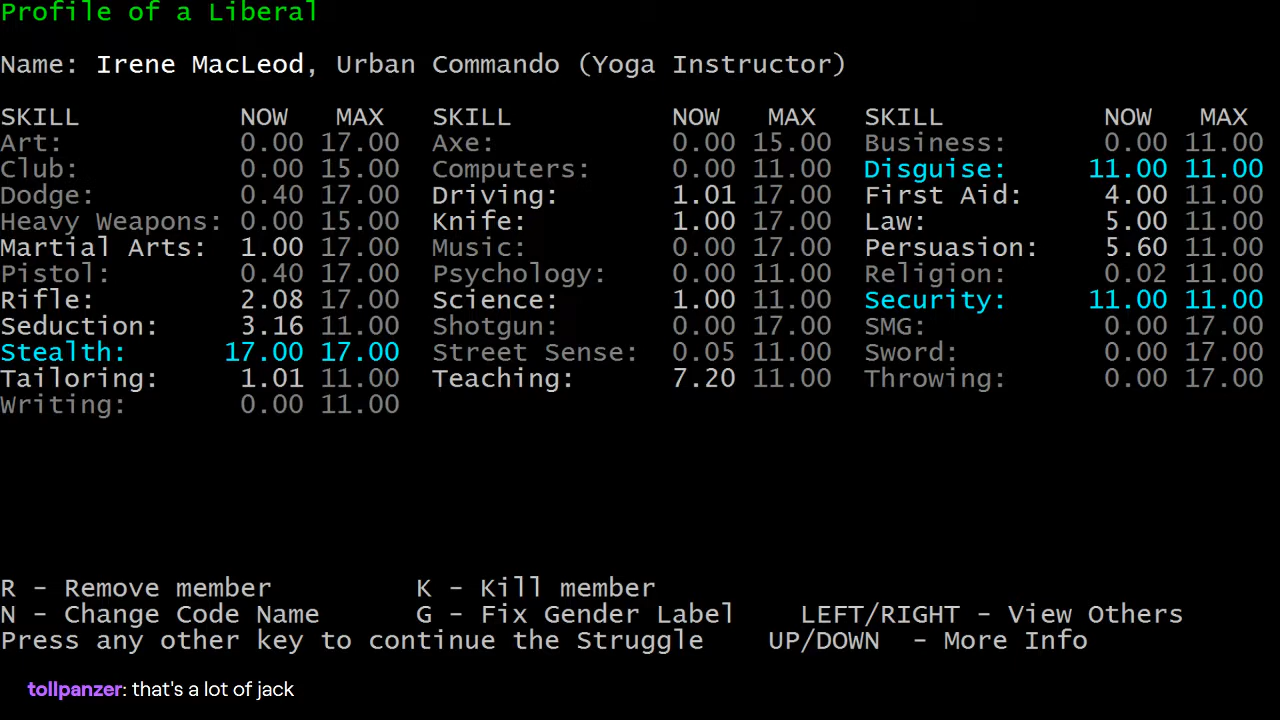 Profile of a Liberal
Name: Irene MacLeod, Urban Commando (Yoga Instructor)
SKILL NOW MAX SKILL NOW MAX SKILL NOW MAX
Art: 0.00 17.00 Axe: 0.00 15.00 Business: 0.00 11.00
Club: 0.00 15.00 Computers: 0.00 11.00 Disguise: 11.00 11.00
Dodge: 0.40 17.00 Driving: 1.01 17.00 First Aid: 4.00 11.00
Heavy Weapons: 0.00 15.00 Knife: 1.00 17.00 Law: 5.00 11.00
Martial Arts: 1.00 17.00 Music: 0.00 17.00 Persuasion: 5.60 11.00
Pistol: 0.40 17.00 Psychology: 0.00 11.00 Religion: 0.02 11.00
Rifle: 2.08 17.00 Science: 1.00 11.00 Security: 11.00 11.00
Seduction: 3.16 11.00 Shotgun: 0.00 17.00 SMG: 0.00 17.00
Stealth: 17.00 17.00 Street Sense: 0.05 11.00 Sword: 0.00 17.00
Tailoring: 1.01 11.00 Teaching: 7.20 11.00 Throwing: 0.00 17.00
Writing: 0.00 11.00
R - Remove member K - Kill member
N - Change Code Name G - Fix Gender Label LEFT/RIGHT - View Others
Press any other key to continue the Struggle UP/DOWN - More Info
tollpanzer: that's a lot of jack